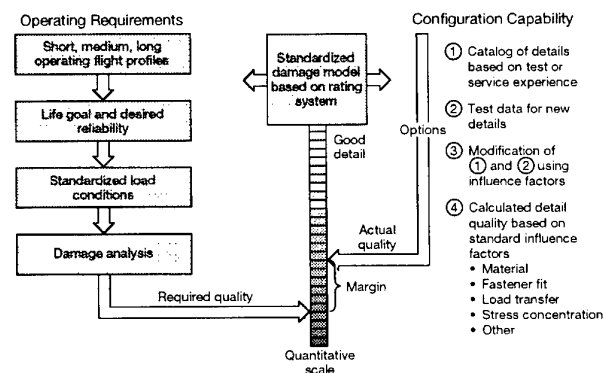 Operating Requirements
Short, medium, long
operating flight profiles
Life goal and desired
reliability
Standardized load
conditions
Damage analysis
Required quality
Standardized
damage model
based on rating
system
Good
detail
Actual
quality
Margin
Quantitative
scale
Configuration Capability
Options
1 Catalog of details
based on test or
service experience
2 Test data for new
details
3 Modification of
1 and 2 using
influence factors
4 Calculated detail
quality based on
standard influence
factors
• Material
• Fastener fit
• Load transfer
• Stress concentration
• Other